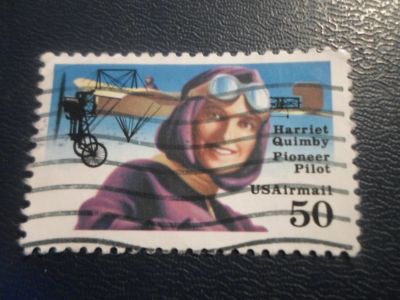 Harriet
Quimby
Pioneer
Pilot
USAirmail
50